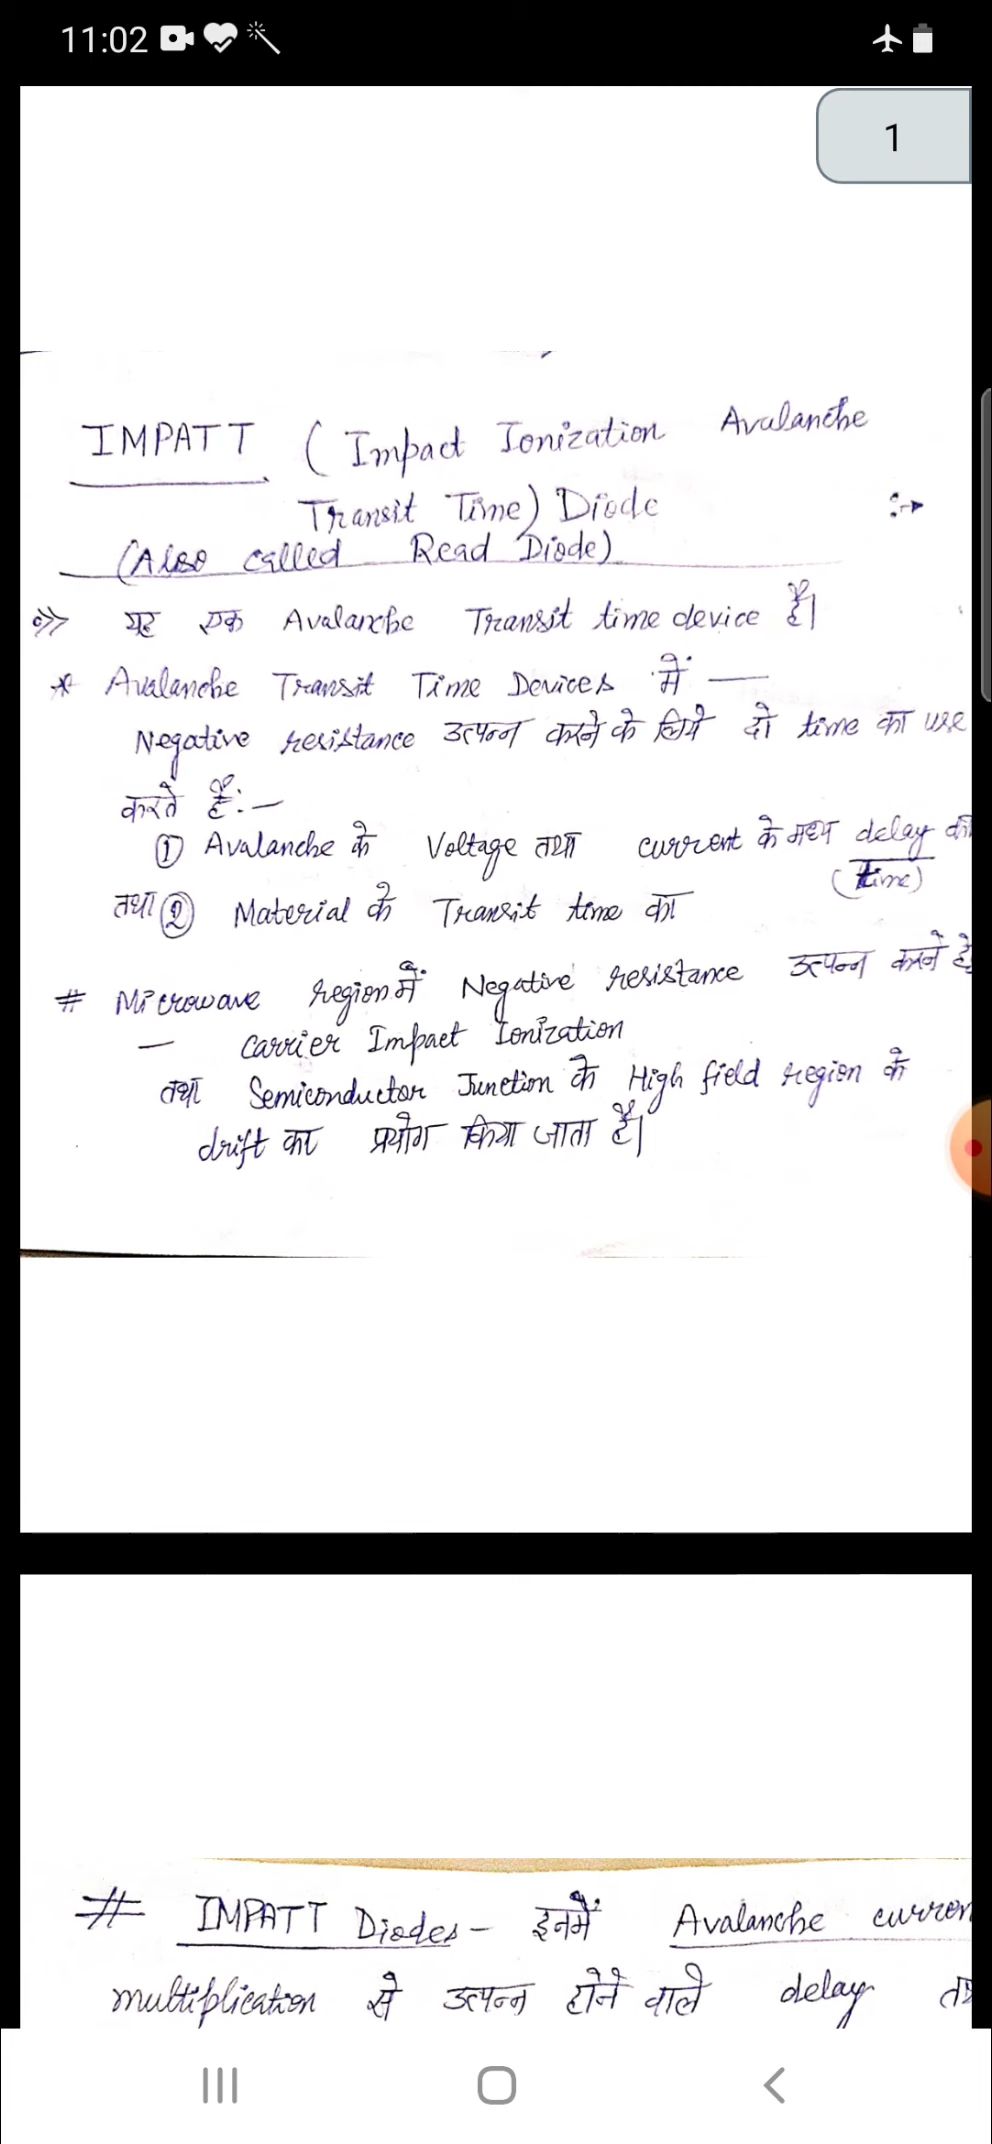 11:02
1
IMPATT (Impact Ionization Avalanche
Transit Time) Diode :-
(Also called Read Diode)
यह एक Avalanche Transit time device है।
* Avalanche Transit Time Devices में —
Negative resistance उत्पन्न करने के लिये दो time का use
करते हैं:—
① Avalanche के Voltage तथा current के मध्य delay का
(time)
तथा ② Material के Transit time का
# Microwave region में Negative resistance उत्पन्न करने
— Carrier Impact Ionization
तथा Semiconductor Junction के High field region के
drift का प्रयोग किया जाता है।
# IMPATT Diodes - इनमें Avalanche curren
multiplication से उत्पन्न होने वाले delay